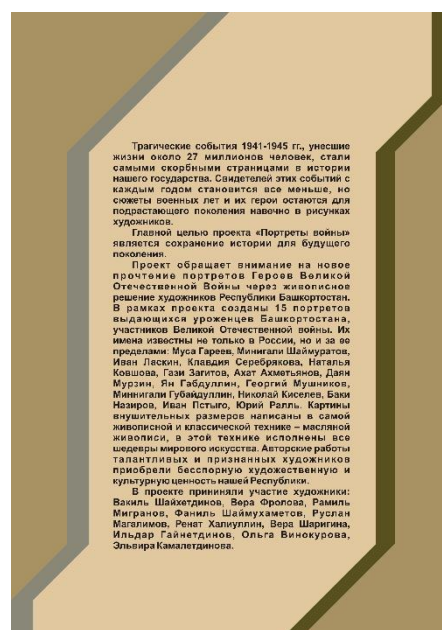 Трагические события 1941-1945 гг., унесшие
жизни около 27 миллионов человек, стали
самыми скорбными страницами в истории
нашего государства. Свидетелей этих событий с
каждым годом становится все меньше, но
сюжеты военных лет и их герои остаются для
подрастающего поколения навечно в рисунках
художников.
Главной целью проекта «Портреты войны»
является сохранение истории для будущего
поколения.
Проект обращает внимание на новое
прочтение портретов Героев Великой
Отечественной Войны через живописное
решение художников Республики Башкортостан.
В рамках проекта созданы 15 портретов
выдающихся уроженцев Башкортостана,
участников Великой Отечественной войны. Их
имена известны не только в России, но и за ее
пределами: Муса Гареев, Минигали Шаймуратов,
Иван Ласкин, Клавдия Серебрякова, Наталья
Ковшова, Гази Загитов, Ахат Ахметьянов, Даян
Мурзин, Ян Габдуллин, Георгий Мушников,
Миннигали Губайдуллин, Николай Киселев, Баки
Назиров, Иван Пстыго, Юрий Ралль. Картины
внушительных размеров написаны в самой
живописной и классической технике – масляной
живописи, в этой технике исполнены все
шедевры мирового искусства. Авторские работы
талантливых и признанных художников
приобрели бесспорную художественную и
культурную ценность нашей Республики.
В проекте принииняли участие художники:
Вакиль Шайхетдинов, Вера Фролова, Рамиль
Мигранов, Фаниль Шаймухаметов, Руслан
Магалимов, Ренат Халиуллин, Вера Шаригина,
Ильдар Гайнетдинов, Ольга Винокурова,
Эльвира Камалетдинова.